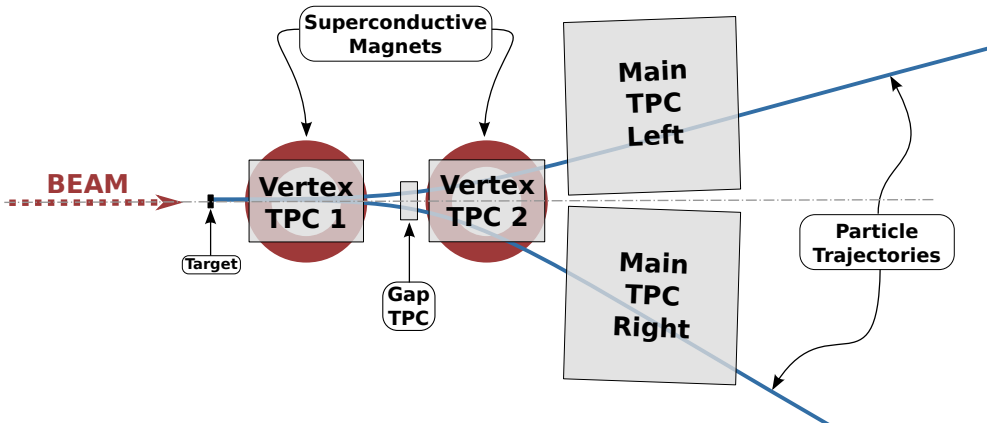 Superconductive
Magnets
Main
TPC
Left
BEAM
Vertex
TPC 1
Vertex
TPC 2
Target
Gap
TPC
Main
TPC
Right
Particle
Trajectories